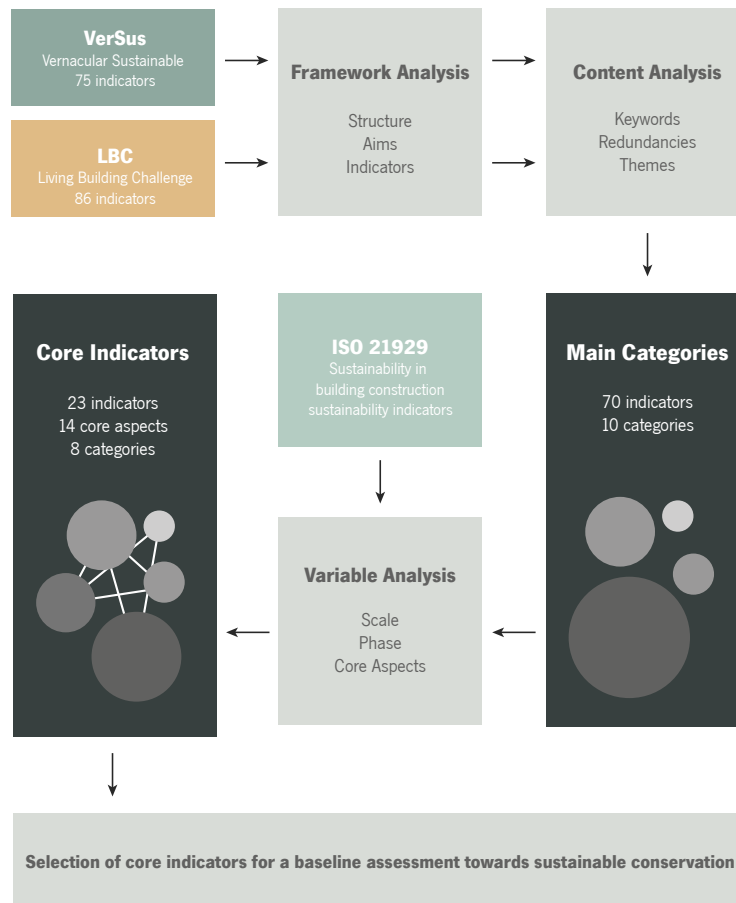 VerSus
Vernacular Sustainable
75 indicators
LBC
Living Building Challenge
86 indicators
Framework Analysis
Structure
Aims
Indicators
Content Analysis
Keywords
Redundancies
Themes
Core Indicators
23 indicators
14 core aspects
8 categories
ISO 21929
Sustainability in
building construction
sustainability indicators
Main Categories
70 indicators
10 categories
Variable Analysis
Scale
Phase
Core Aspects
Selection of core indicators for a baseline assessment towards sustainable conservation